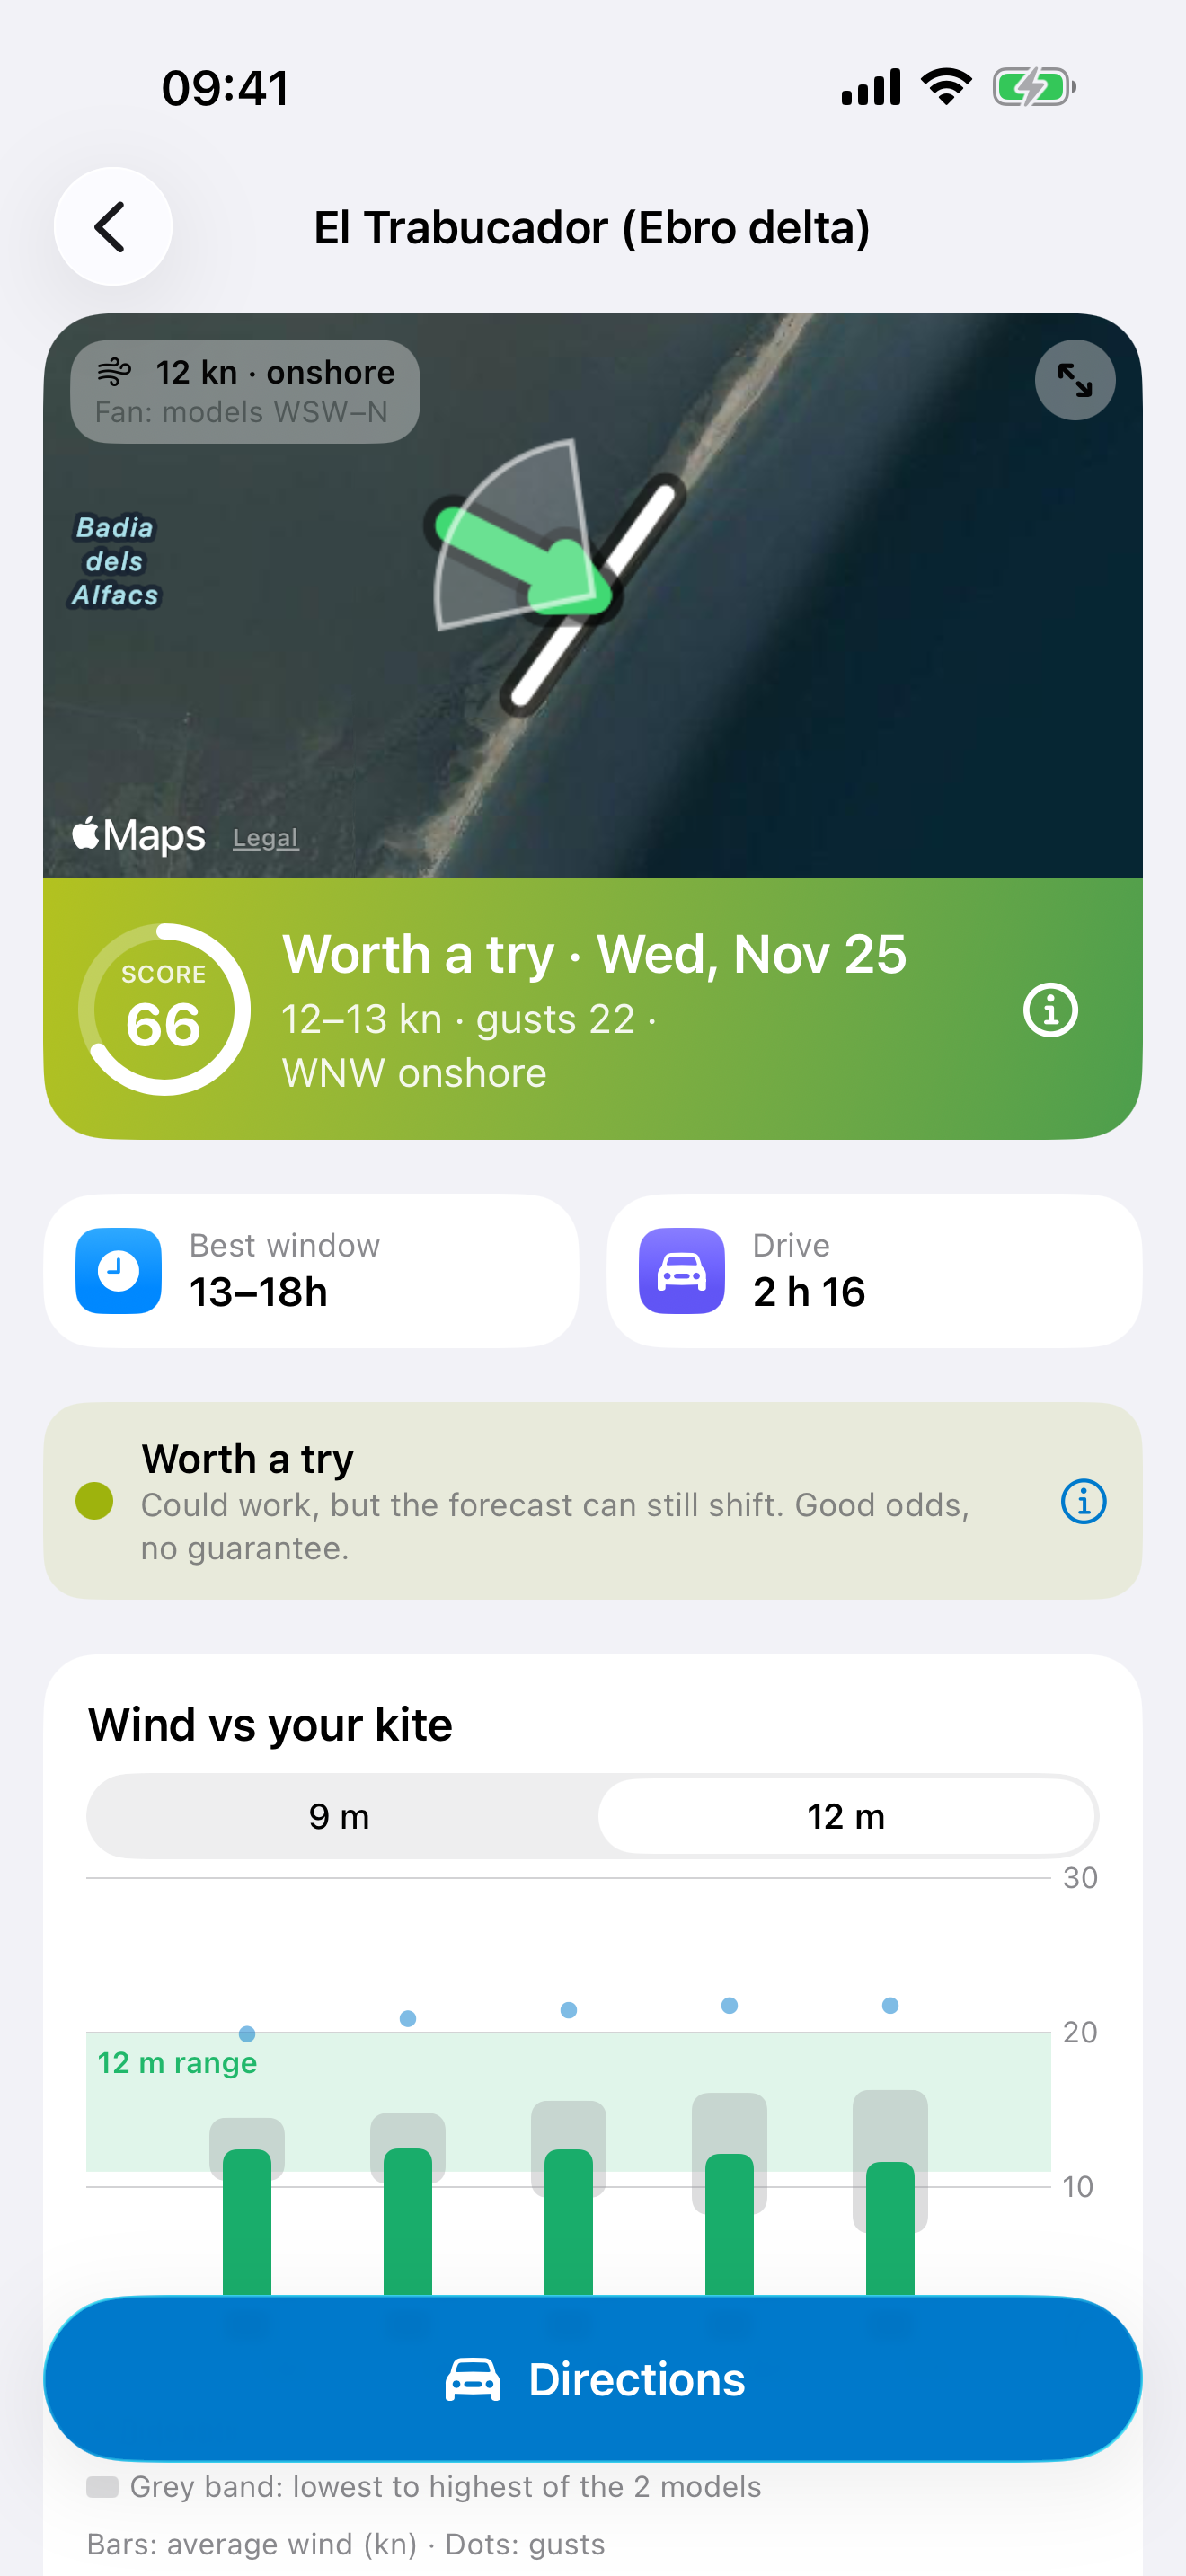 09:41
El Trabucador (Ebro delta)
12 kn · onshore
Fan: models WSW–N
Badia
dels
Alfacs
Maps Legal
SCORE
66
Worth a try · Wed, Nov 25
12–13 kn · gusts 22 ·
WNW onshore
Best window
13–18h
Drive
2 h 16
Worth a try
Could work, but the forecast can still shift. Good odds,
no guarantee.
Wind vs your kite
9 m
12 m
30
20
12 m range
10
Directions
Grey band: lowest to highest of the 2 models
Bars: average wind (kn) · Dots: gusts